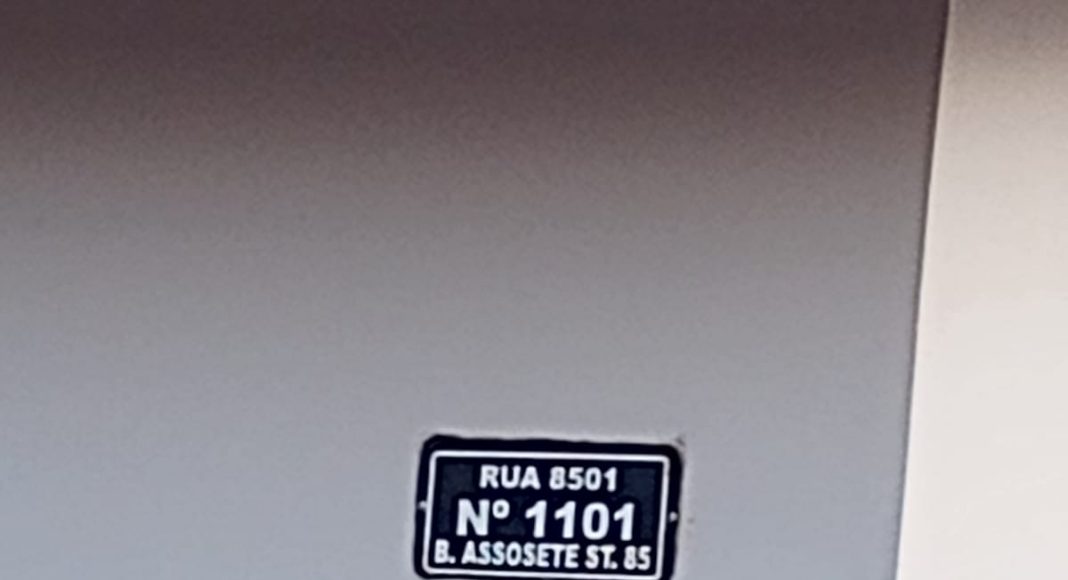 RUA 8501
Nº 1101
B. ASSOSETE ST. 85